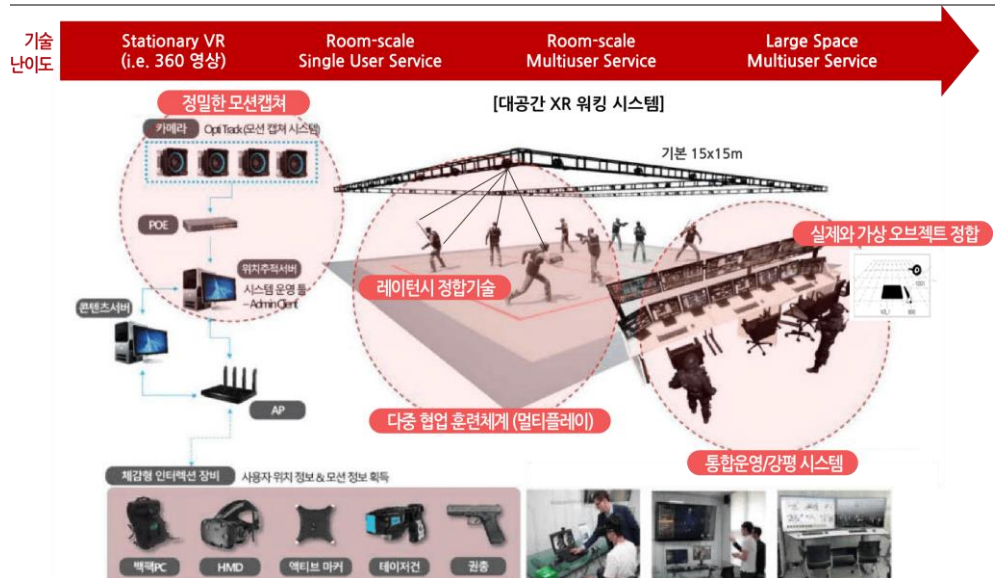 기술
난이도
Stationary VR
(i.e. 360 영상)
Room-scale
Single User Service
Room-scale
Multiuser Service
Large Space
Multiuser Service
정밀한 모션캡쳐
[대공간 XR 워킹 시스템]
카메라
OptiTrack (모션 캡쳐 시스템)
기본 15x15m
POE
실제와 가상 오브젝트 정합
위치추적서버
시스템 운영 툴
– Admin Client
레이턴시 정합기술
콘텐츠서버
AP
다중 협업 훈련체계 (멀티플레이)
통합운영/강평 시스템
체감형 인터렉션 장비
사용자 위치 정보 & 모션 정보 획득
백팩PC
HMD
액티브 마커
테이저건
권총